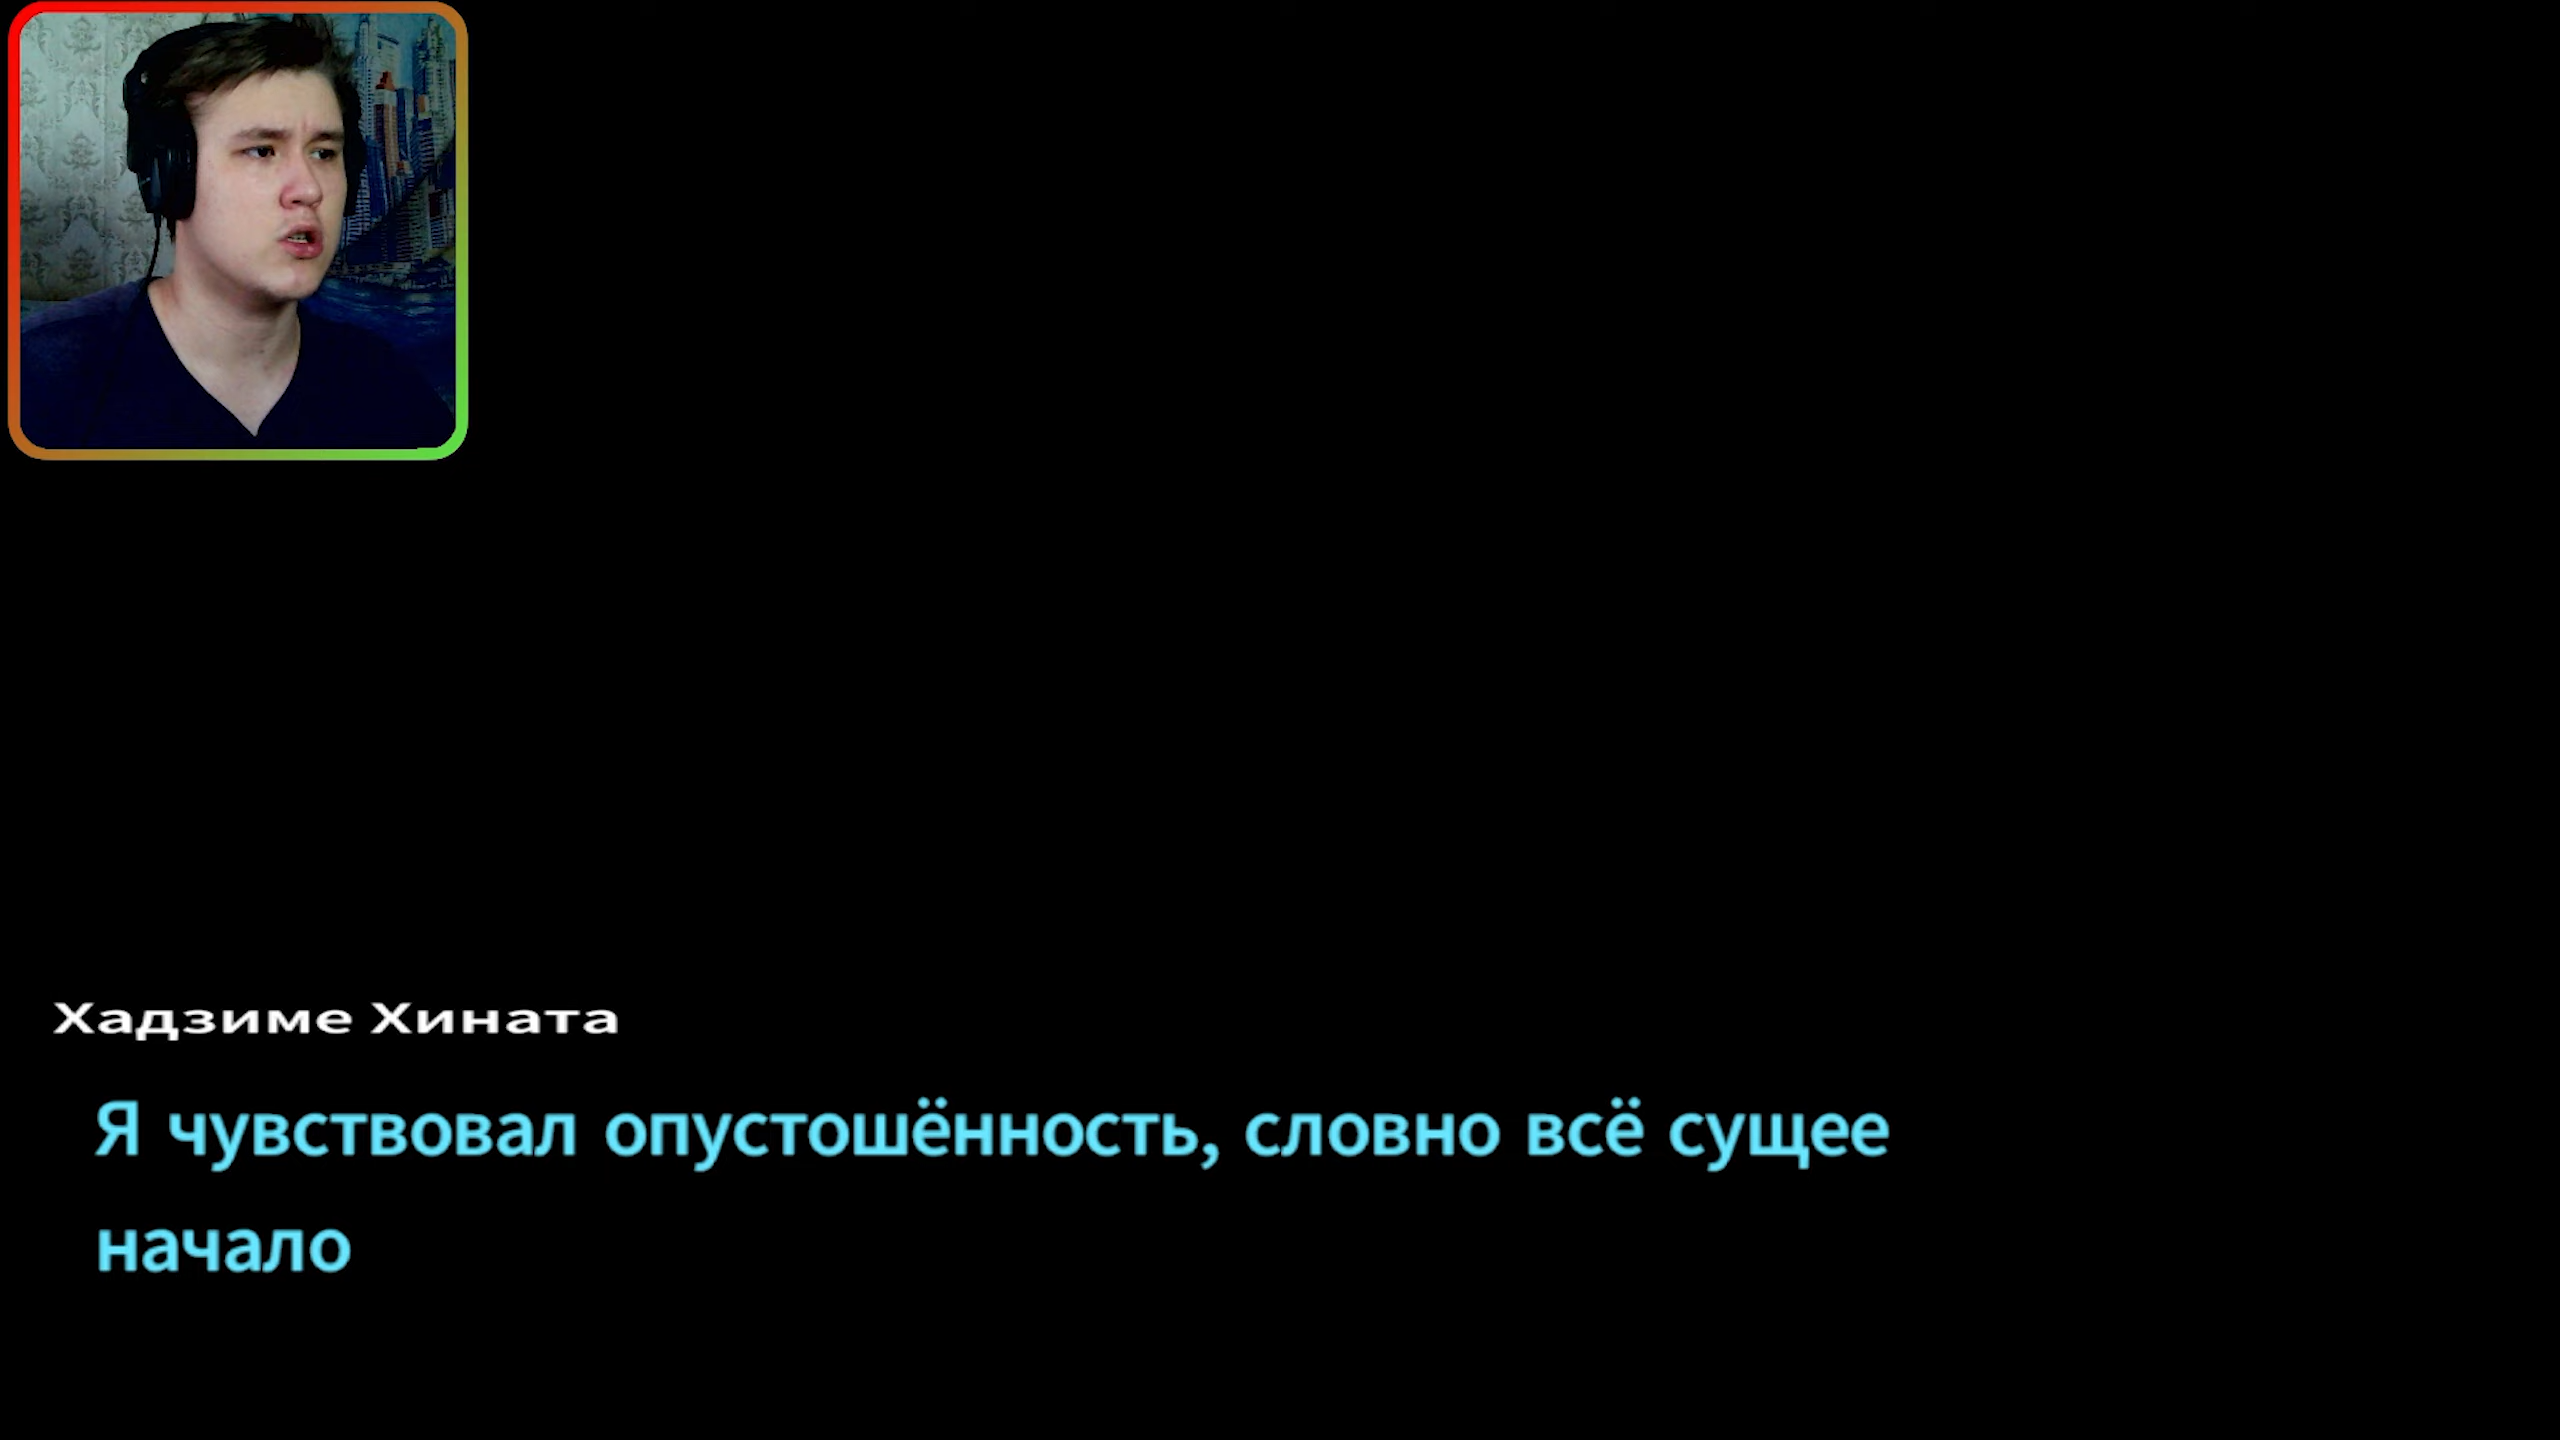 Хадзиме Хината
Я чувствовал опустошённость, словно всё сущее
начало